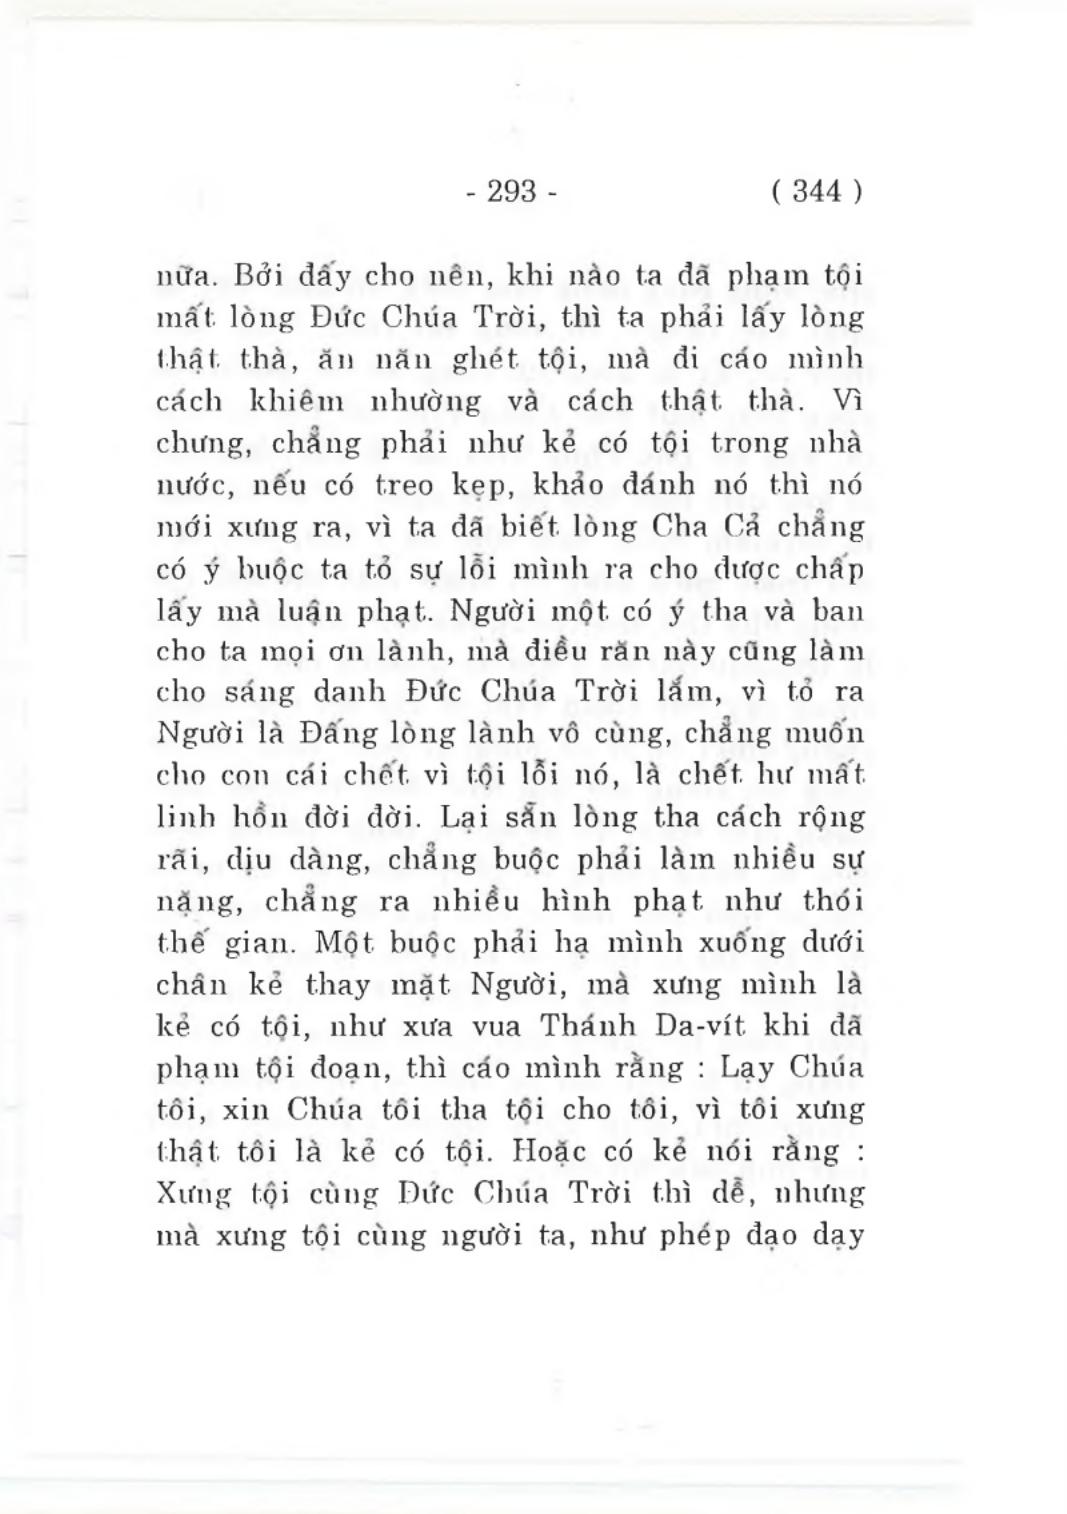 - 293 - ( 344 )
nữa. Bởi đấy cho nên, khi nào ta đã phạm tội
mất lòng Đức Chúa Trời, thì ta phải lấy lòng
thật thà, ăn năn ghét tội, mà đi cáo mình
cách khiêm nhường và cách thật thà. Vì
chưng, chẳng phải như kẻ có tội trong nhà
nước, nếu có treo kẹp, khảo đánh nó thì nó
mới xưng ra, vì ta đã biết lòng Cha Cả chẳng
có ý buộc ta tỏ sự lỗi mình ra cho được chấp
lấy mà luận phạt. Người một có ý tha và ban
cho ta mọi ơn lành, mà điều răn này cũng làm
cho sáng danh Đức Chúa Trời lắm, vì tỏ ra
Người là Đấng lòng lành vô cùng, chẳng muốn
cho con cái chết vì tội lỗi nó, là chết hư mất
linh hồn đời đời. Lại sẵn lòng tha cách rộng
rãi, dịu dàng, chẳng buộc phải làm nhiều sự
nặng, chẳng ra nhiều hình phạt như thói
thế gian. Một buộc phải hạ mình xuống dưới
chân kẻ thay mặt Người, mà xưng mình là
kẻ có tội, như xưa vua Thánh Da-vít khi đã
phạm tội đoạn, thì cáo mình rằng : Lạy Chúa
tôi, xin Chúa tôi tha tội cho tôi, vì tôi xưng
thật tôi là kẻ có tội. Hoặc có kẻ nói rằng :
Xưng tội cùng Đức Chúa Trời thì dễ, nhưng
mà xưng tội cùng người ta, như phép đạo dạy